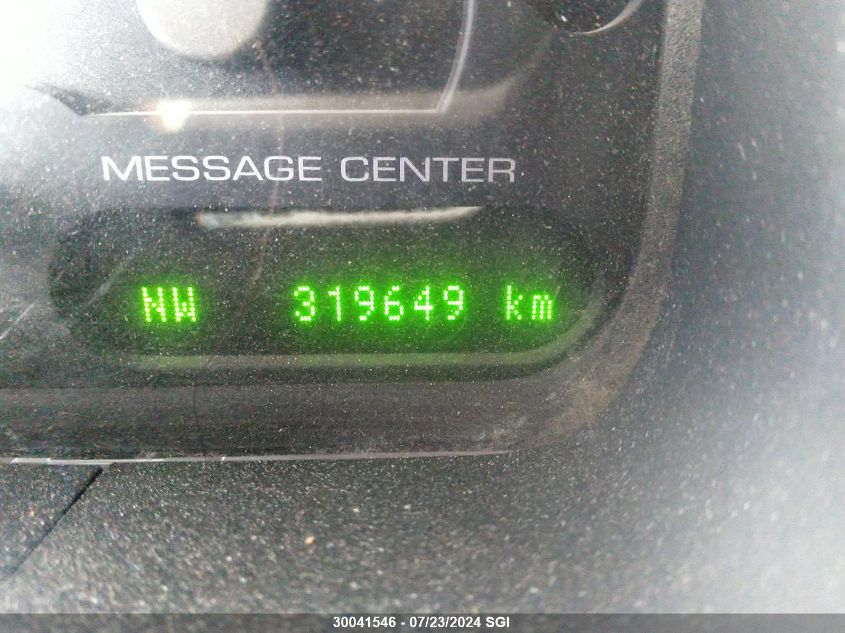 MESSAGE CENTER
NW 319649 km
30041546 - 07/23/2024 SGI